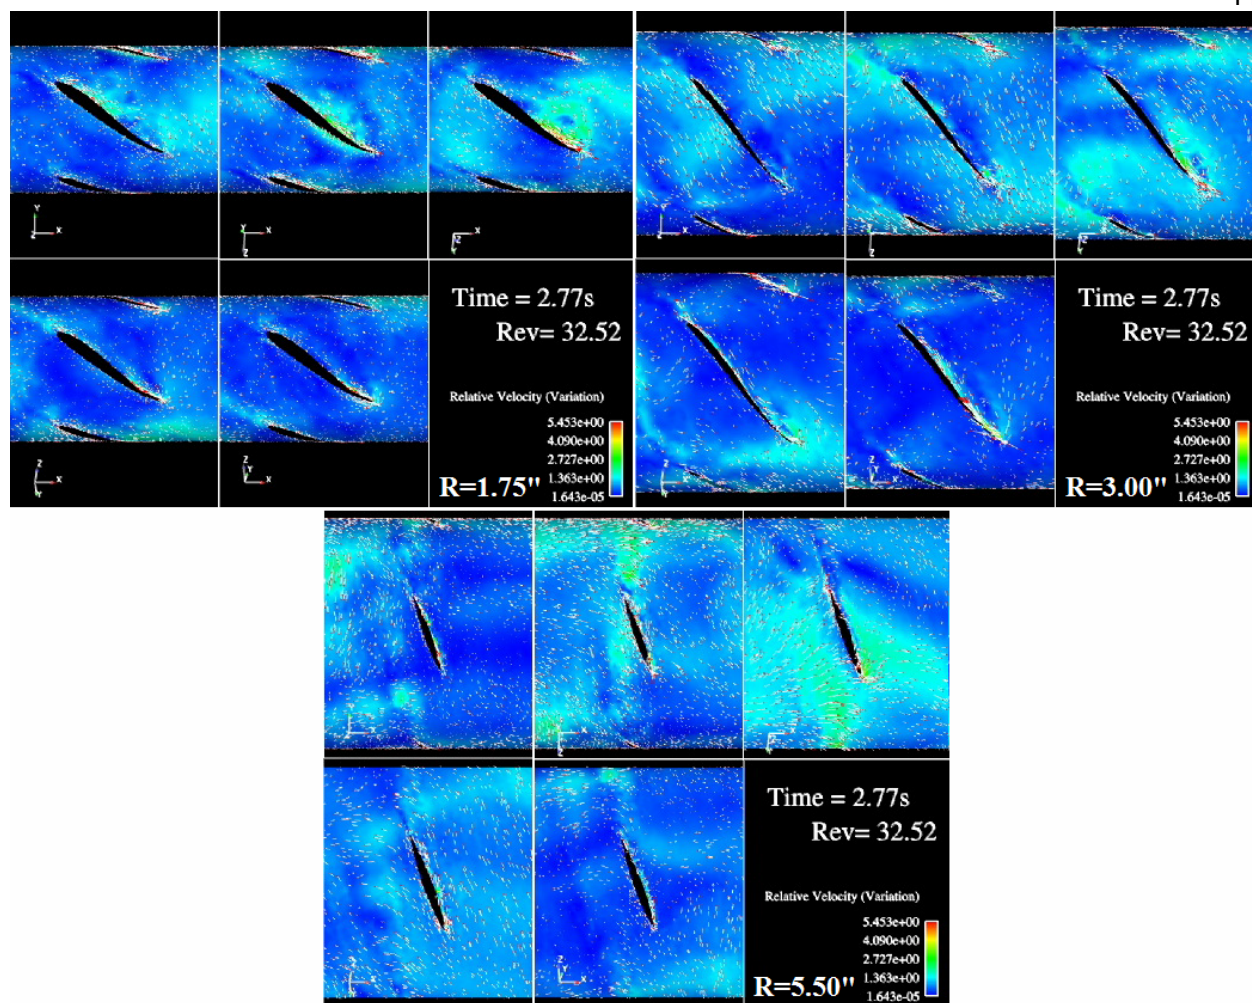 Time = 2.77s
Rev= 32.52
Relative Velocity (Variation)
5.453e+00
4.090e+00
2.727e+00
1.363e+00
1.643e-05
R=1.75"
Time = 2.77s
Rev= 32.52
Relative Velocity (Variation)
5.453e+00
4.090e+00
2.727e+00
1.363e+00
1.643e-05
R=3.00"
Time = 2.77s
Rev= 32.52
Relative Velocity (Variation)
5.453e+00
4.090e+00
2.727e+00
1.363e+00
1.643e-05
R=5.50"